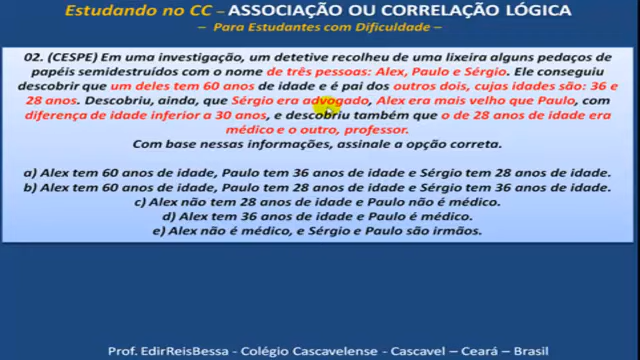 Estudando no CC – ASSOCIAÇÃO OU CORRELAÇÃO LÓGICA
– Para Estudantes com Dificuldade –
02. (CESPE) Em uma investigação, um detetive recolheu de uma lixeira alguns pedaços de
papéis semidestruídos com o nome de três pessoas: Alex, Paulo e Sérgio. Ele conseguiu
descobrir que um deles tem 60 anos de idade e é pai dos outros dois, cujas idades são: 36 e
28 anos. Descobriu, ainda, que Sérgio era advogado, Alex era mais velho que Paulo, com
diferença de idade inferior a 30 anos, e descobriu também que o de 28 anos de idade era
médico e o outro, professor.
Com base nessas informações, assinale a opção correta.
a) Alex tem 60 anos de idade, Paulo tem 36 anos de idade e Sérgio tem 28 anos de idade.
b) Alex tem 60 anos de idade, Paulo tem 28 anos de idade e Sérgio tem 36 anos de idade.
c) Alex não tem 28 anos de idade e Paulo não é médico.
d) Alex tem 36 anos de idade e Paulo é médico.
e) Alex não é médico, e Sérgio e Paulo são irmãos.
Prof. EdirReisBessa - Colégio Cascavelense - Cascavel – Ceará – Brasil